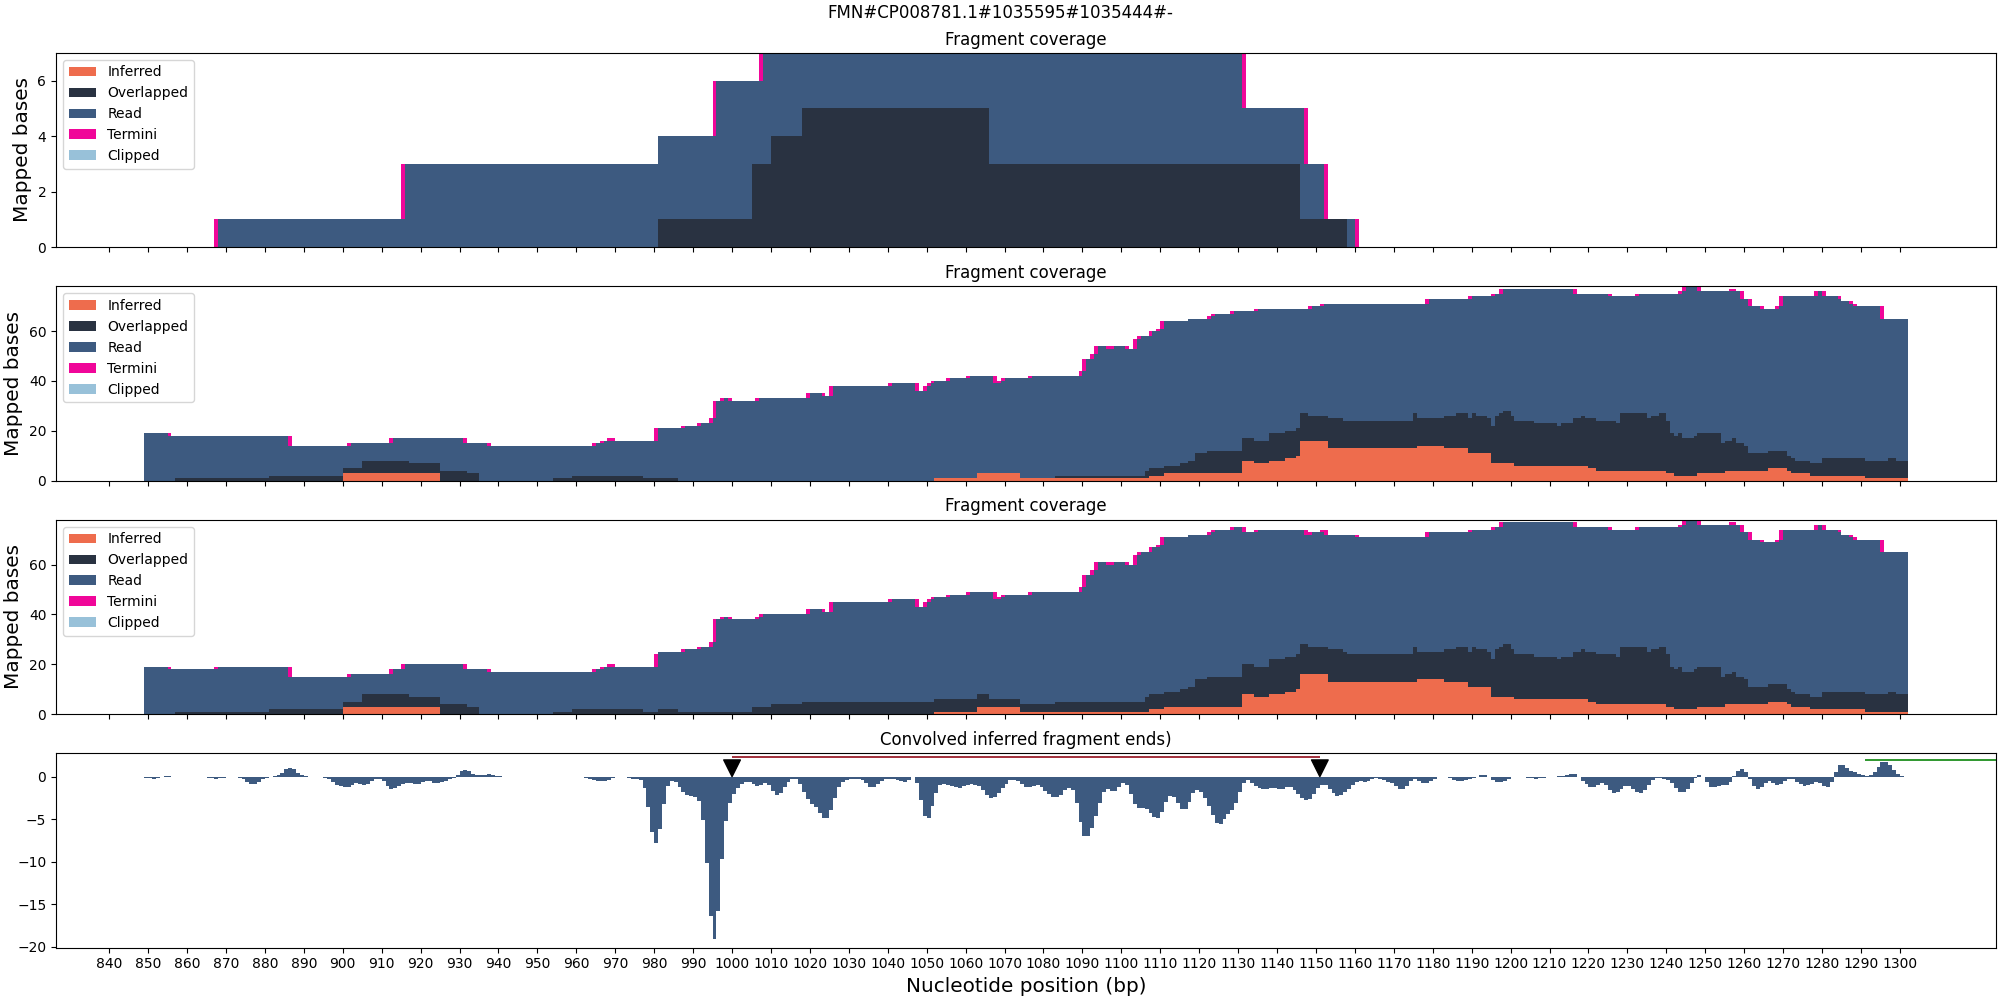 FMN#CP008781.1#1035595#1035444#-
Fragment coverage
Mapped bases
6
4
2
0
Inferred
Overlapped
Read
Termini
Clipped
Fragment coverage
Mapped bases
60
40
20
0
Inferred
Overlapped
Read
Termini
Clipped
Fragment coverage
Mapped bases
60
40
20
0
Inferred
Overlapped
Read
Termini
Clipped
Convolved inferred fragment ends)
0
−5
−10
−15
−20
840 850 860 870 880 890 900 910 920 930 940 950 960 970 980 990 1000 1010 1020 1030 1040 1050 1060 1070 1080 1090 1100 1110 1120 1130 1140 1150 1160 1170 1180 1190 1200 1210 1220 1230 1240 1250 1260 1270 1280 1290 1300
Nucleotide position (bp)